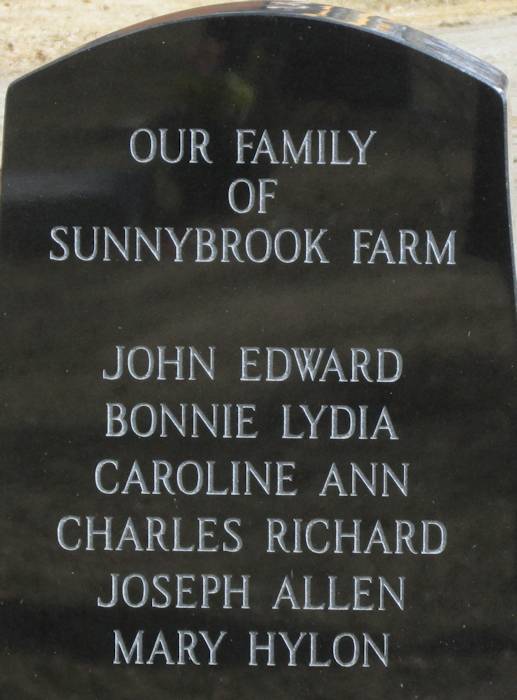 OUR FAMILY
OF
SUNNYBROOK FARM
JOHN EDWARD
BONNIE LYDIA
CAROLINE ANN
CHARLES RICHARD
JOSEPH ALLEN
MARY HYLON